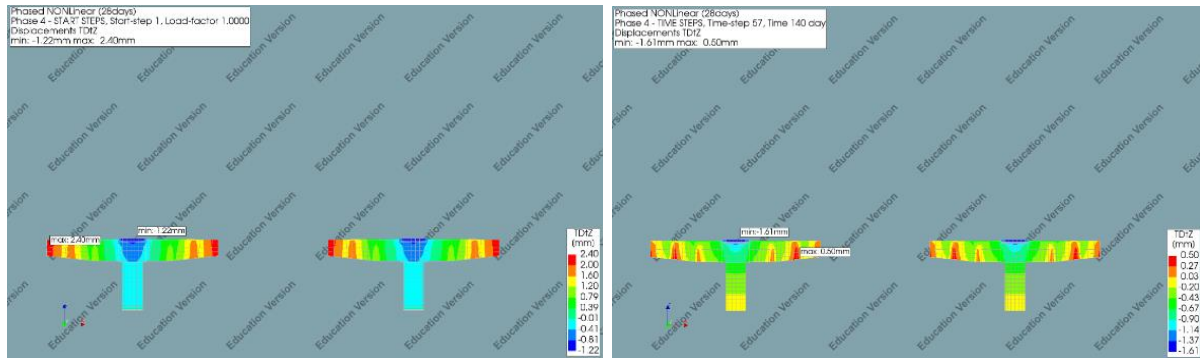 Phased NONLinear (28days)
Phase 4 - START STEPS, Start-step 1, Load-factor 1.0000
Displacements TDtZ
min: -1.22mm max: 2.40mm
Education Version
max: 2.40mm
min: -1.22mm
TDtZ
(mm)
2.40
2.00
1.60
1.20
0.79
0.39
-0.01
-0.41
-0.81
-1.22
Phased NONLinear (28days)
Phase 4 - TIME STEPS, Time-step 57, Time 140 day
Displacements TDtZ
min: -1.61mm max: 0.50mm
Education Version
min:-1.61mm
max: 0.50mm
TDtZ
(mm)
0.50
0.27
0.03
-0.20
-0.43
-0.67
-0.90
-1.14
-1.37
-1.61